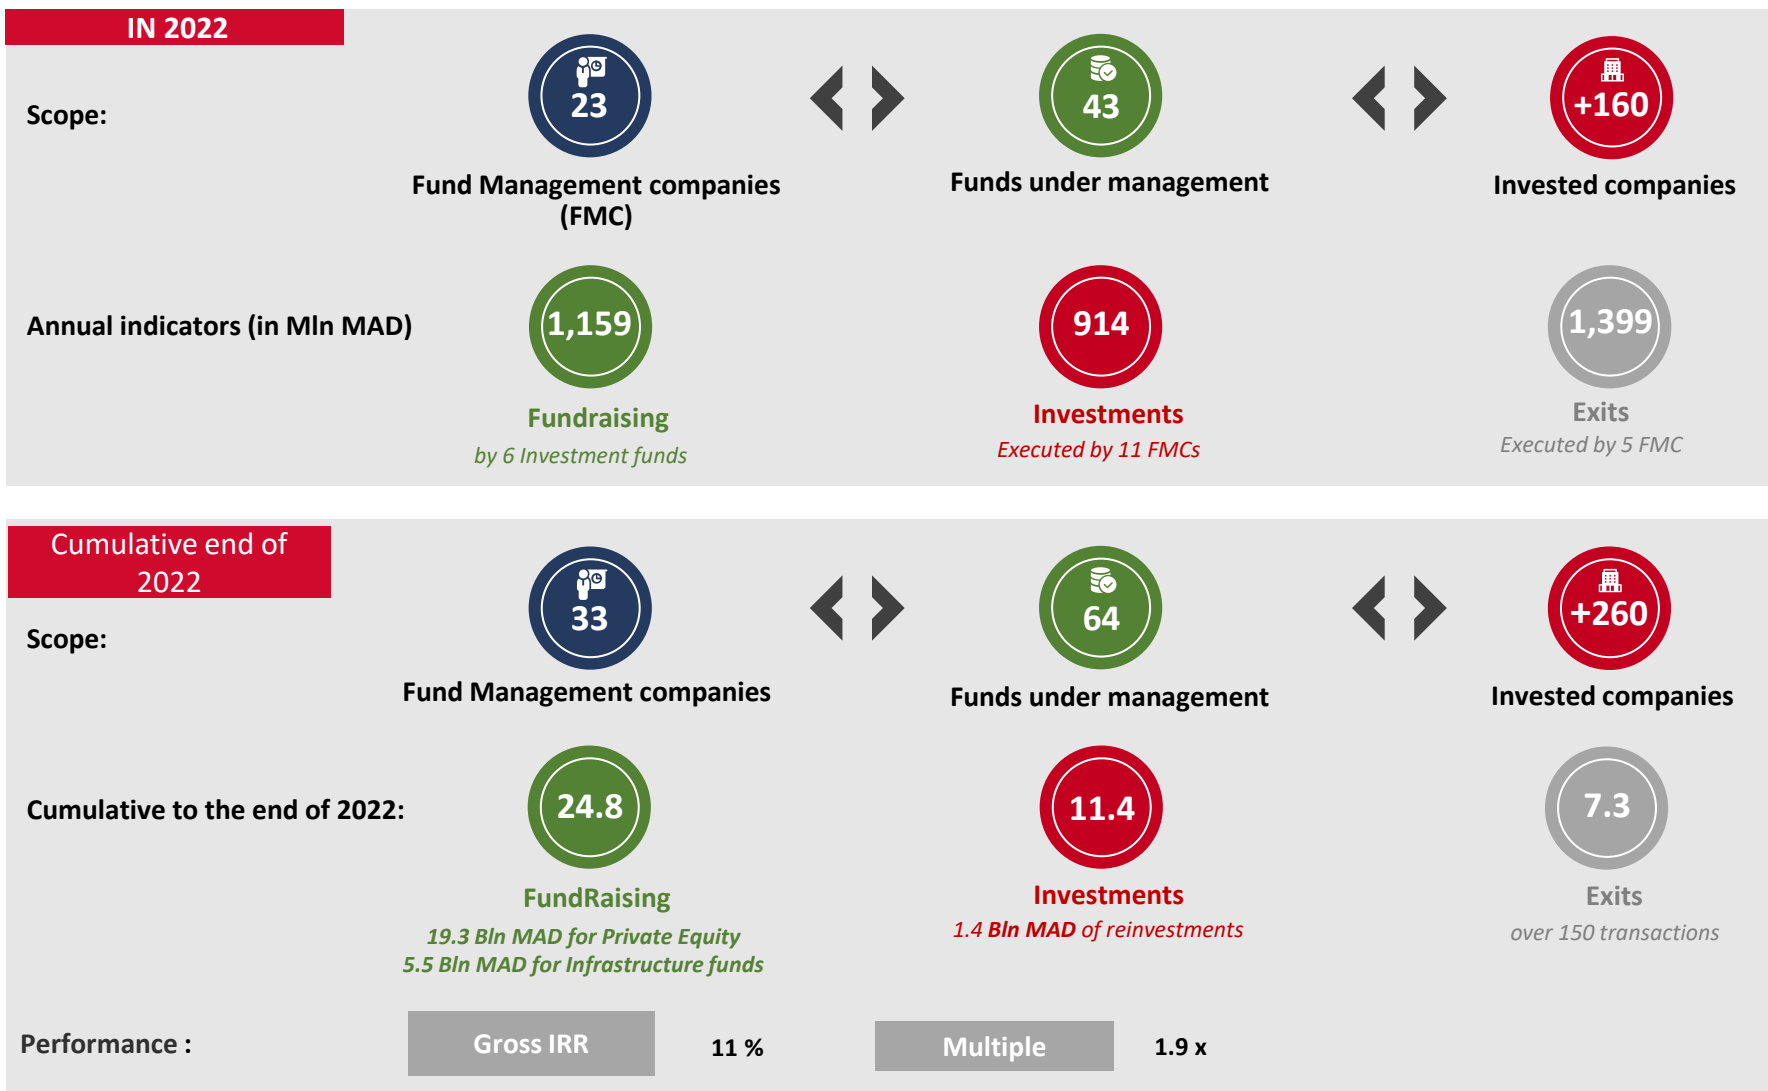 IN 2022
Scope:
23
43
+160
Fund Management companies
(FMC)
Funds under management
Invested companies
Annual indicators (in Mln MAD)
1,159
914
1,399
Fundraising
by 6 Investment funds
Investments
Executed by 11 FMCs
Exits
Executed by 5 FMC
Cumulative end of
2022
Scope:
33
64
+260
Fund Management companies
Funds under management
Invested companies
Cumulative to the end of 2022:
24.8
11.4
7.3
FundRaising
19.3 Bln MAD for Private Equity
5.5 Bln MAD for Infrastructure funds
Investments
1.4 Bln MAD of reinvestments
Exits
over 150 transactions
Performance :
Gross IRR
11 %
Multiple
1.9 x